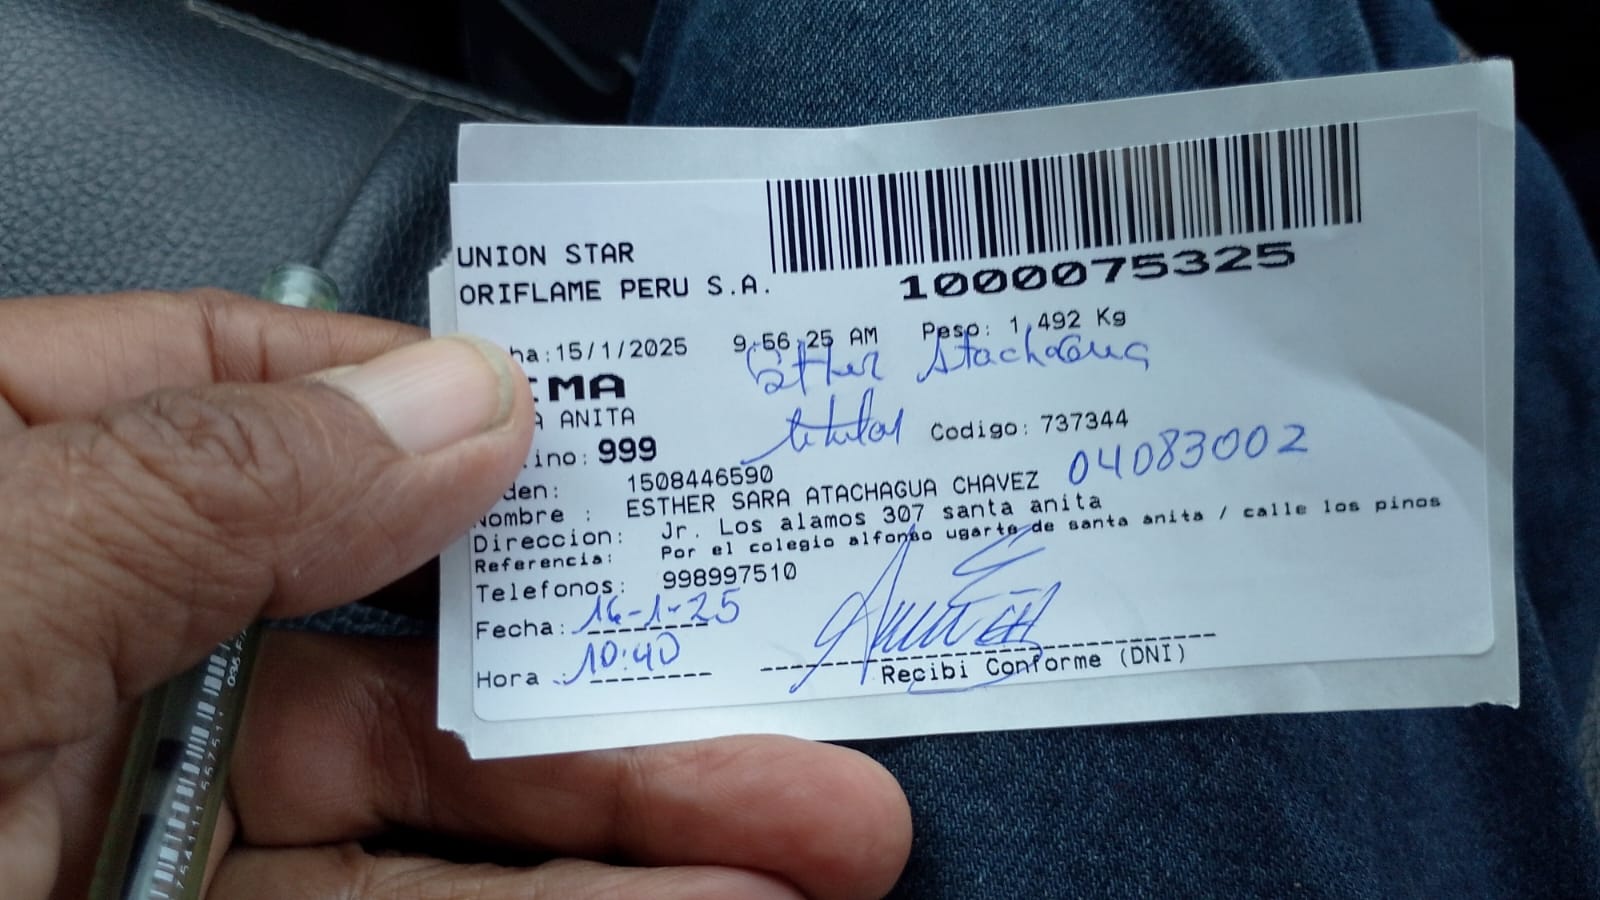 UNION STAR
ORIFLAME PERU S.A.
1000075325
ha:15/1/2025 9:56:25 AM Peso: 1,492 Kg
Esther Atachagua
MA
A ANITA
titular
ino: 999 Codigo: 737344
04083002
den: 1508446590
Nombre : ESTHER SARA ATACHAGUA CHAVEZ
Direccion: Jr. Los alamos 307 santa anita
Referencia: Por el colegio alfonso ugarte de santa anita / calle los pinos
Telefonos: 998997510
Fecha: 16-1-25
Hora .: 10:40
Recibi Conforme (DNI)